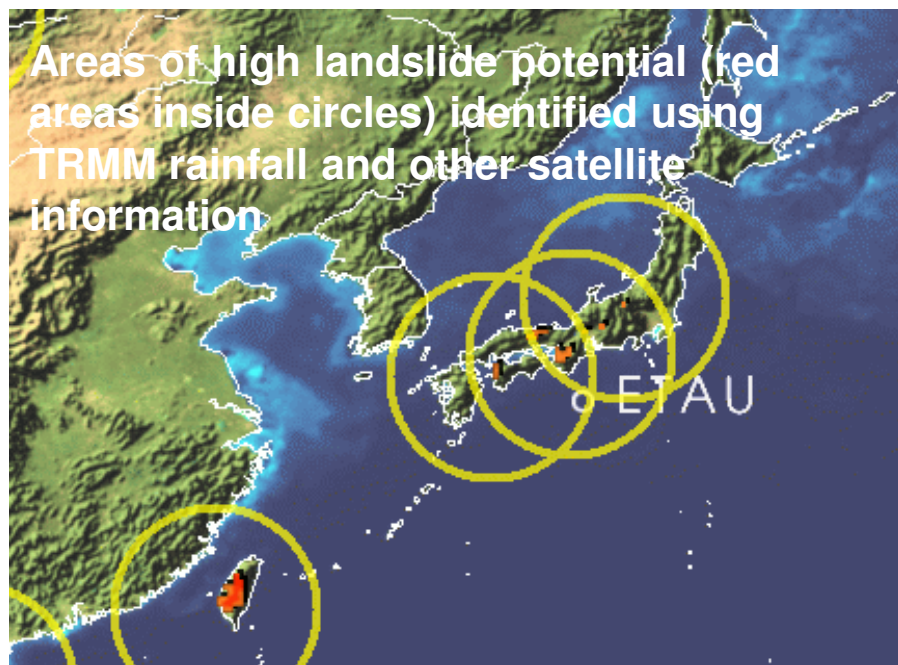 Areas of high landslide potential (red
areas inside circles) identified using
TRMM rainfall and other satellite
information
o ETAU